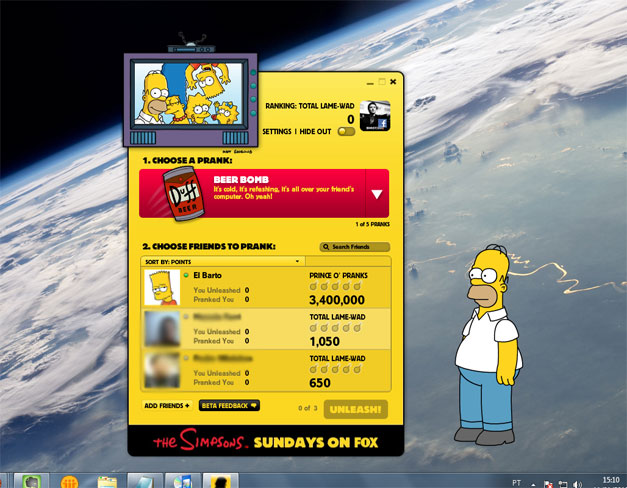 RANKING: TOTAL LAME-WAD
0
SETTINGS | HIDE OUT
1. CHOOSE A PRANK:
BEER BOMB
It's cold, it's refreshing, it's all over your friend's
computer. Oh yeah!
Duff
BEER
1 of 5 PRANKS
2. CHOOSE FRIENDS TO PRANK:
Search Friends
SORT BY: POINTS
El Barto
PRINCE O' PRANKS
You Unleashed 0
Pranked You 0
3,400,000
TOTAL LAME-WAD
You Unleashed 0
Pranked You 0
1,050
TOTAL LAME-WAD
You Unleashed 0
Pranked You 0
650
ADD FRIENDS +
BETA FEEDBACK
0 of 3
UNLEASH!
the SIMPSONS
SUNDAYS ON FOX
PT
15:10